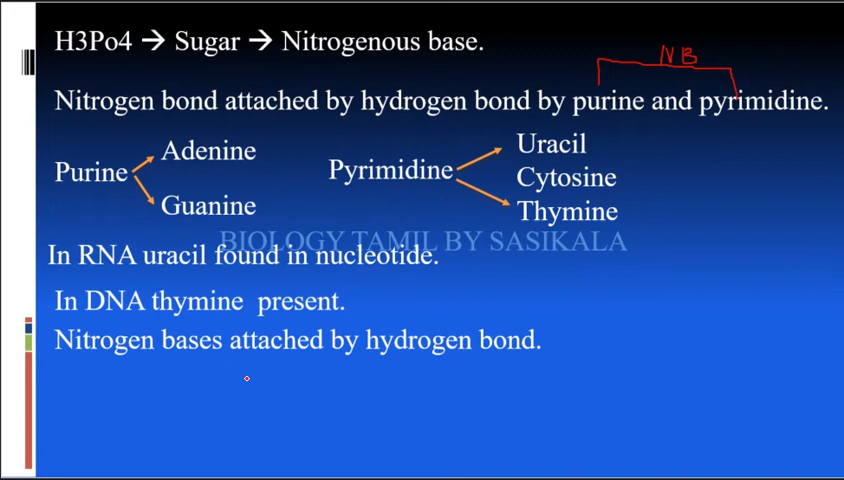 H3Po4 → Sugar → Nitrogenous base.
NB
Nitrogen bond attached by hydrogen bond by purine and pyrimidine.
Adenine
Uracil
Purine
Pyrimidine
Cytosine
Guanine
Thymine
BIOLOGY TAMIL BY SASIKALA
In RNA uracil found in nucleotide.
In DNA thymine present.
Nitrogen bases attached by hydrogen bond.